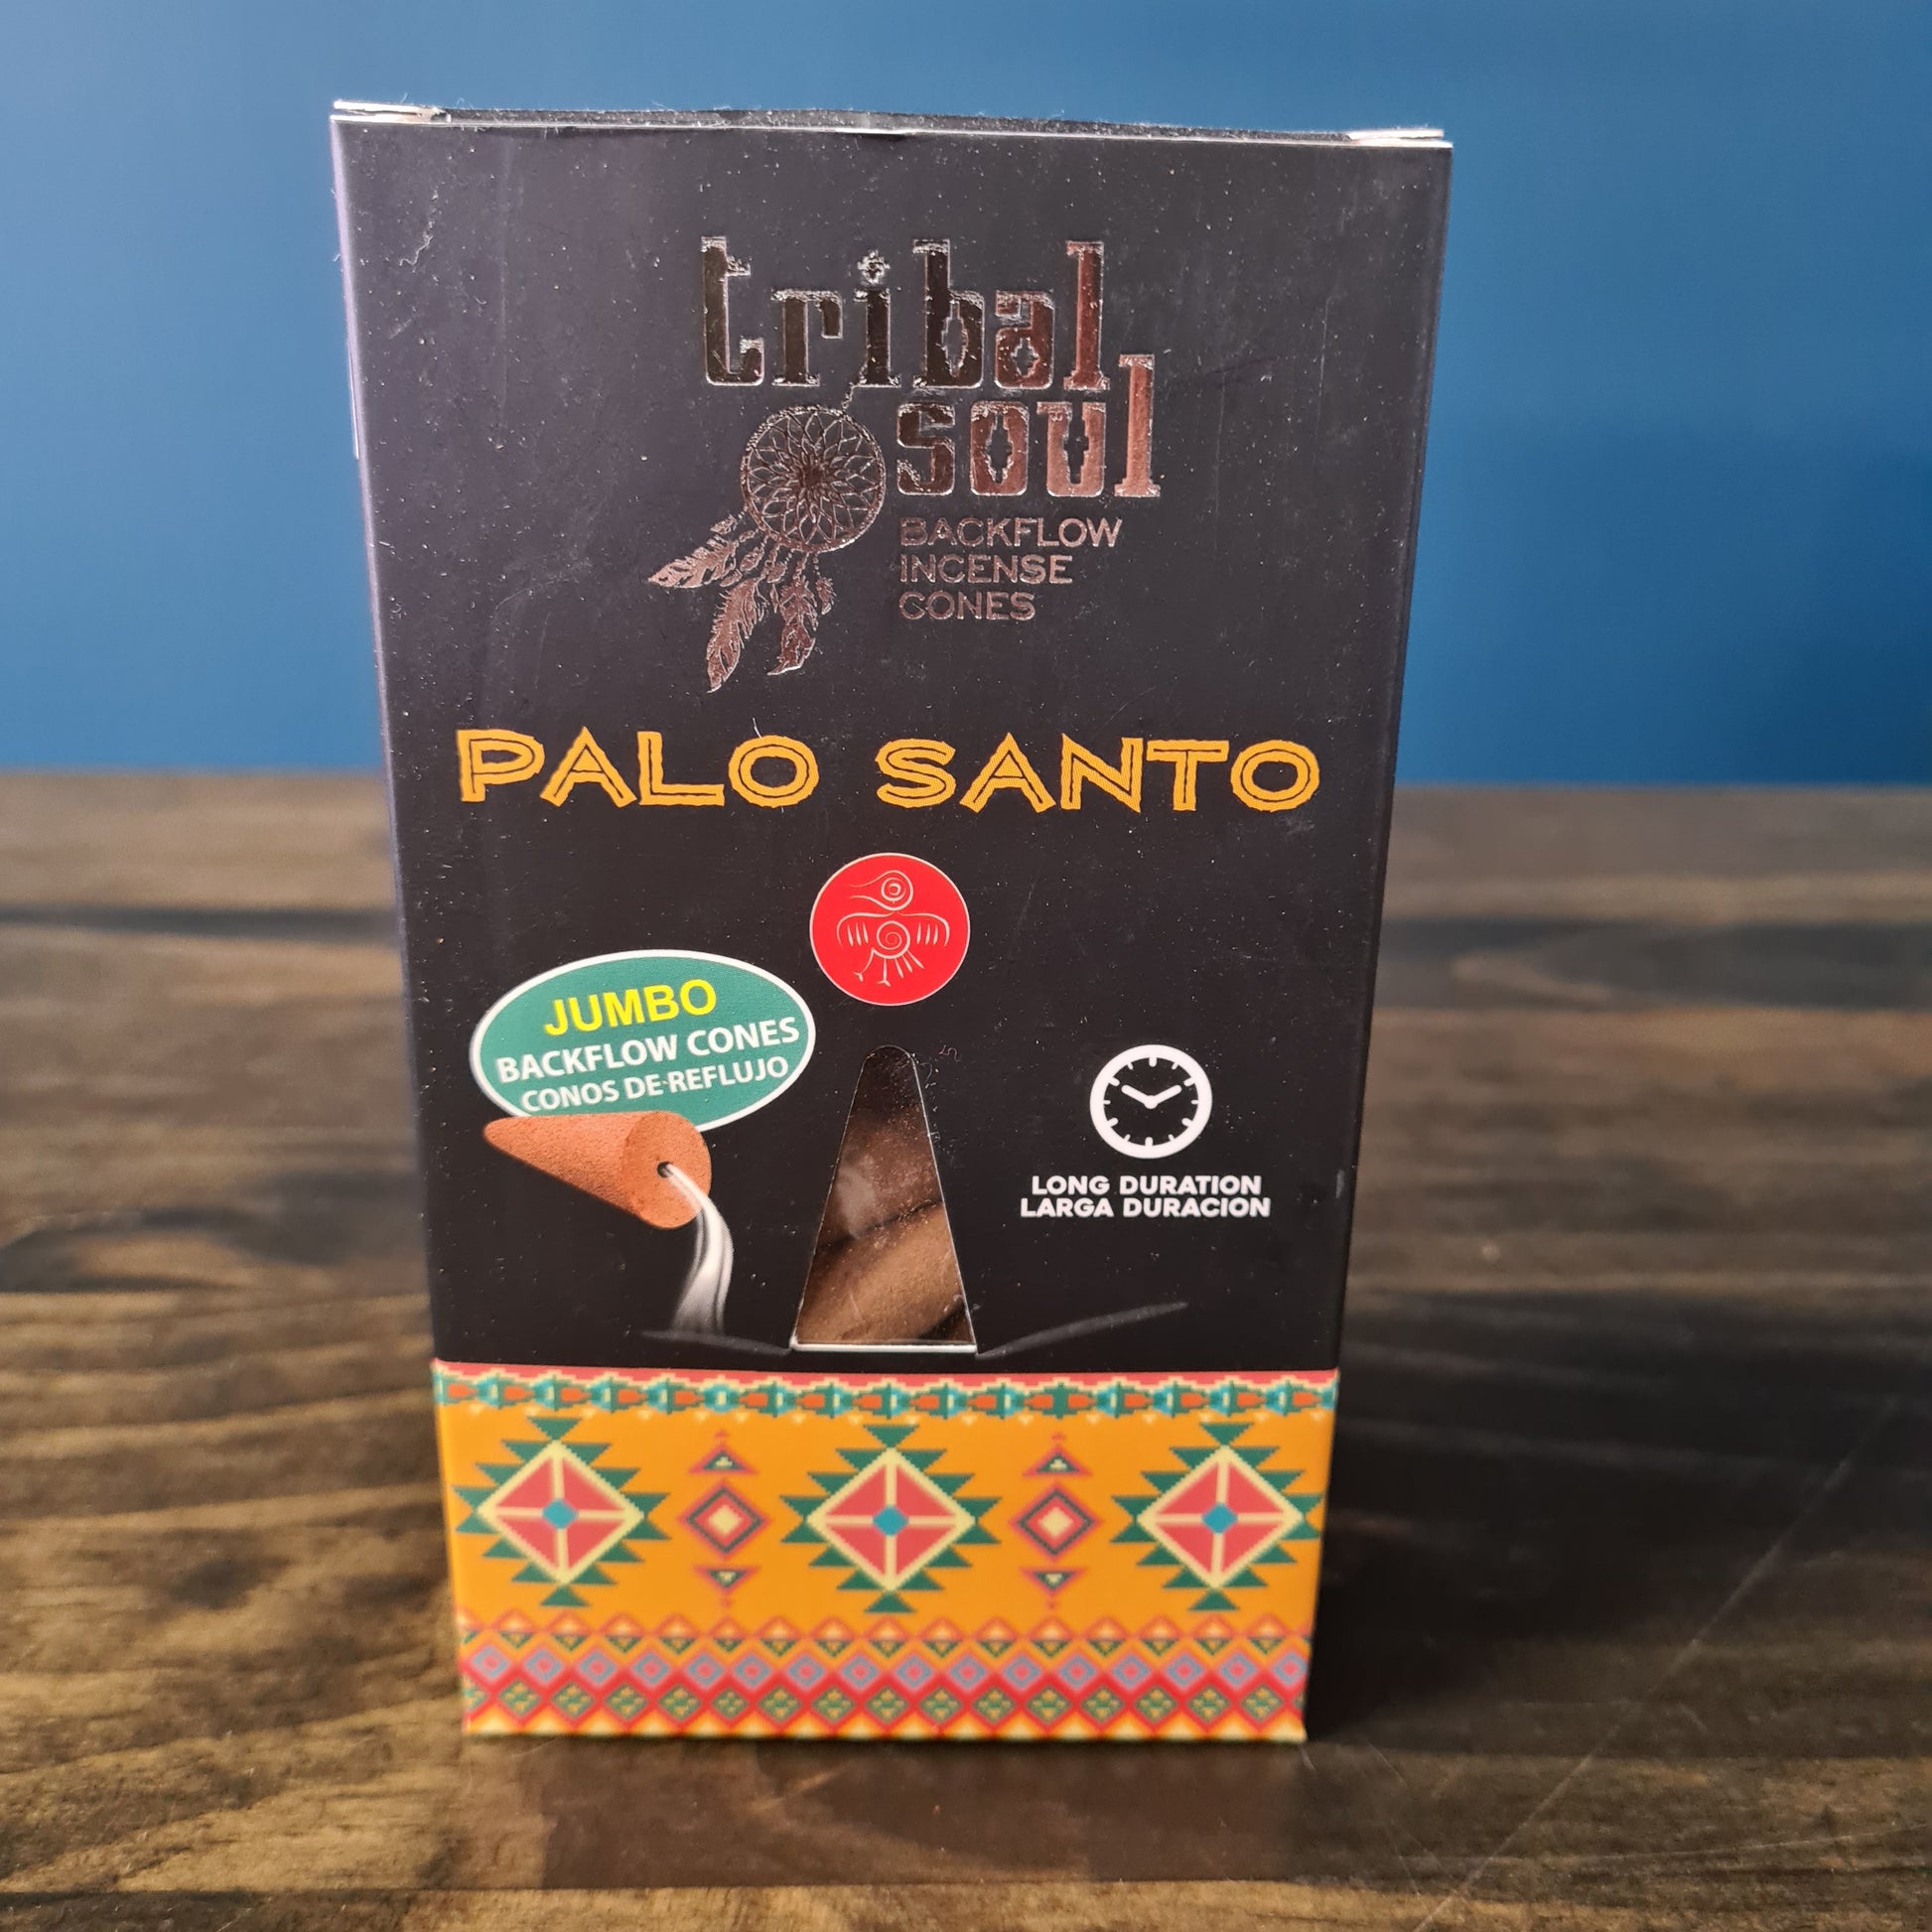 tribal
soul
BACKFLOW
INCENSE
CONES
PALO SANTO
JUMBO
BACKFLOW CONES
CONOS DE REFLUJO
LONG DURATION
LARGA DURACION